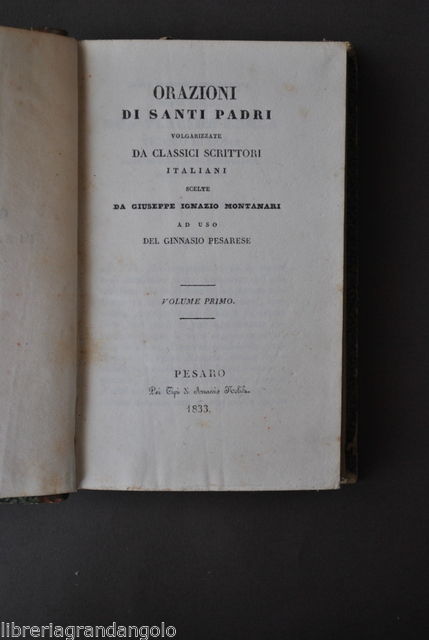 ORAZIONI
DI SANTI PADRI
VOLGARIZZATE
DA CLASSICI SCRITTORI
ITALIANI
SCELTE
DA GIUSEPPE IGNAZIO MONTANARI
AD USO
DEL GINNASIO PESARESE
VOLUME PRIMO.
PESARO
Pei Tipi di Annesio Nobili
1833.
libreriagrandangolo